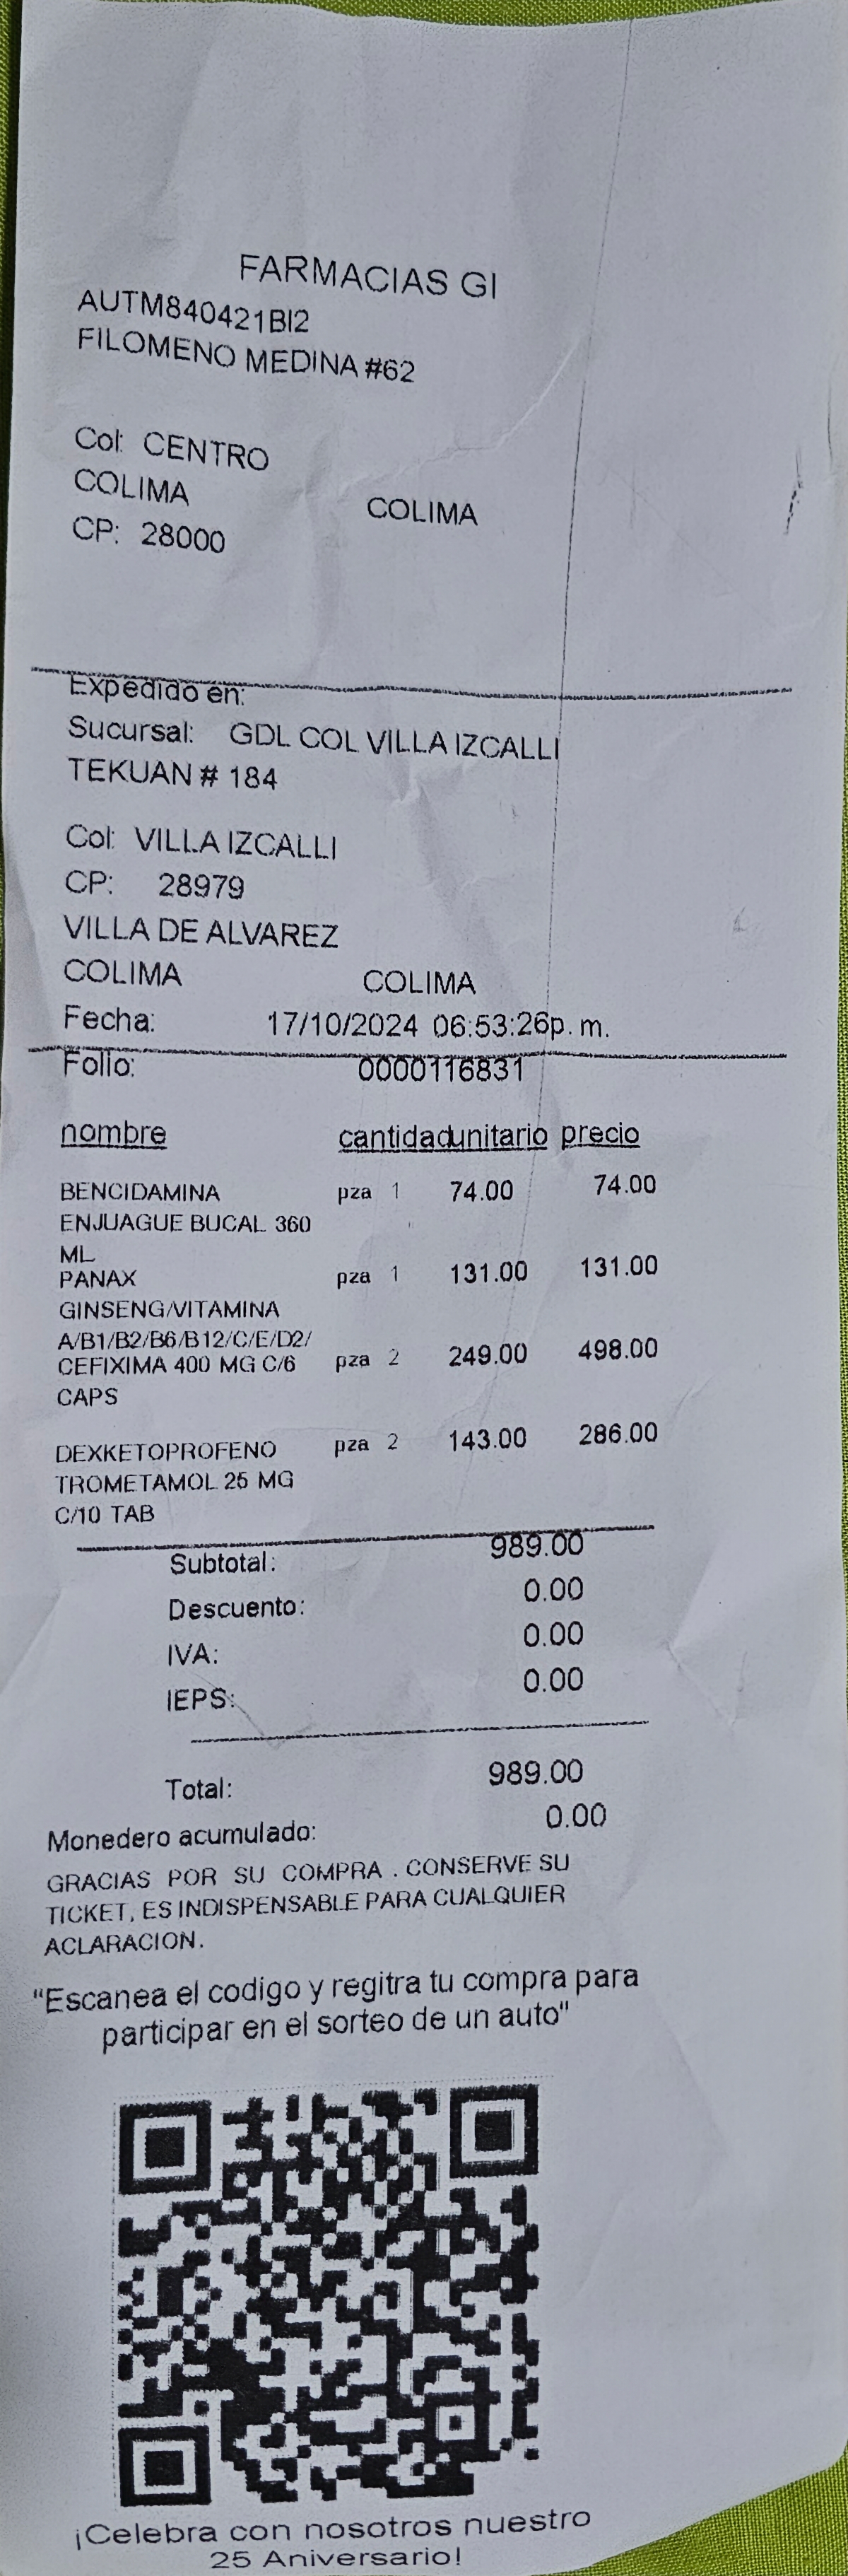 FARMACIAS GI
AUTM840421BI2
FILOMENO MEDINA #62
Col: CENTRO
COLIMA COLIMA
CP: 28000
Expedido en:
Sucursal: GDL COL VILLA IZCALLI
TEKUAN # 184
Col: VILLA IZCALLI
CP: 28979
VILLA DE ALVAREZ
COLIMA COLIMA
Fecha: 17/10/2024 06:53:26p. m.
Folio: 0000116831
nombre cantidad unitario precio
BENCIDAMINA pza 1 74.00 74.00
ENJUAGUE BUCAL 360
ML
PANAX pza 1 131.00 131.00
GINSENG/VITAMINA
A/B1/B2/B6/B12/C/E/D2/
CEFIXIMA 400 MG C/6 pza 2 249.00 498.00
CAPS
DEXKETOPROFENO pza 2 143.00 286.00
TROMETAMOL 25 MG
C/10 TAB
Subtotal: 989.00
Descuento: 0.00
IVA: 0.00
IEPS: 0.00
Total: 989.00
Monedero acumulado: 0.00
GRACIAS POR SU COMPRA . CONSERVE SU
TICKET, ES INDISPENSABLE PARA CUALQUIER
ACLARACION.
"Escanea el codigo y regitra tu compra para
participar en el sorteo de un auto"
¡Celebra con nosotros nuestro
25 Aniversario!